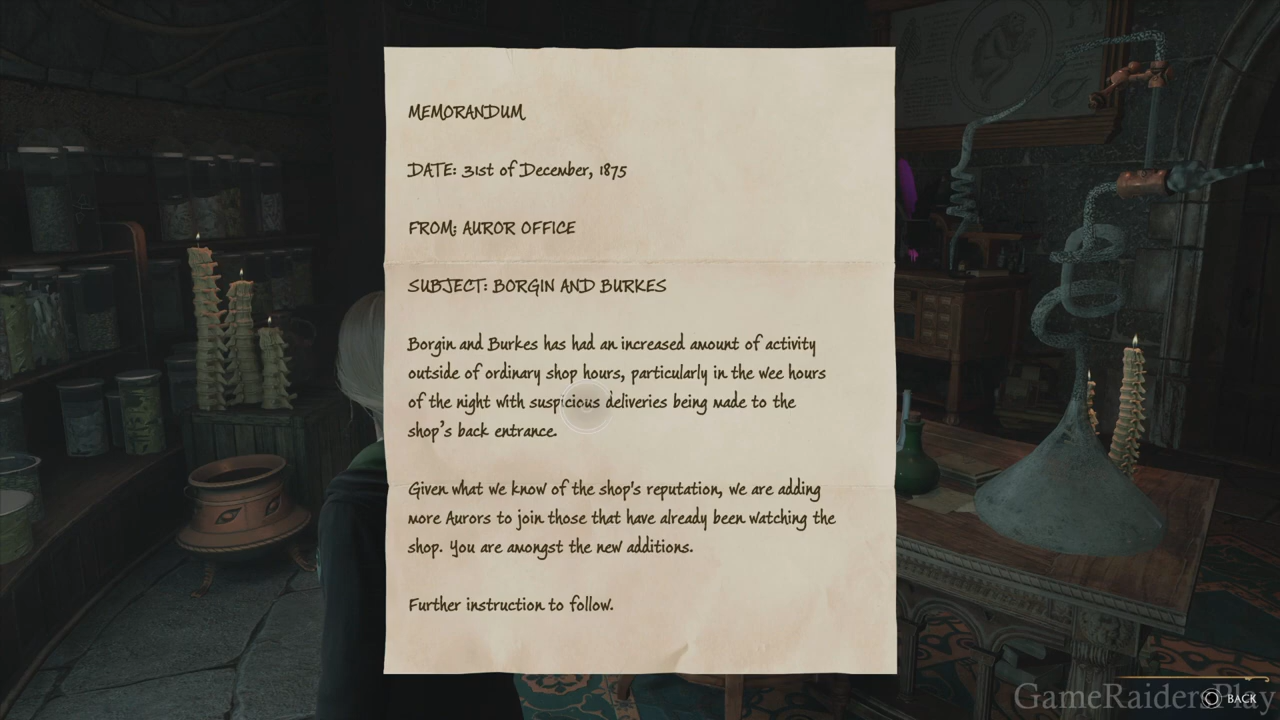 MEMORANDUM
DATE: 31st of December, 1875
FROM: AUROR OFFICE
SUBJECT: BORGIN AND BURKES
Borgin and Burkes has had an increased amount of activity
outside of ordinary shop hours, particularly in the wee hours
of the night with suspicious deliveries being made to the
shop's back entrance.
Given what we know of the shop's reputation, we are adding
more Aurors to join those that have already been watching the
shop. You are amongst the new additions.
Further instruction to follow.
GameRaidersPlay
BACK